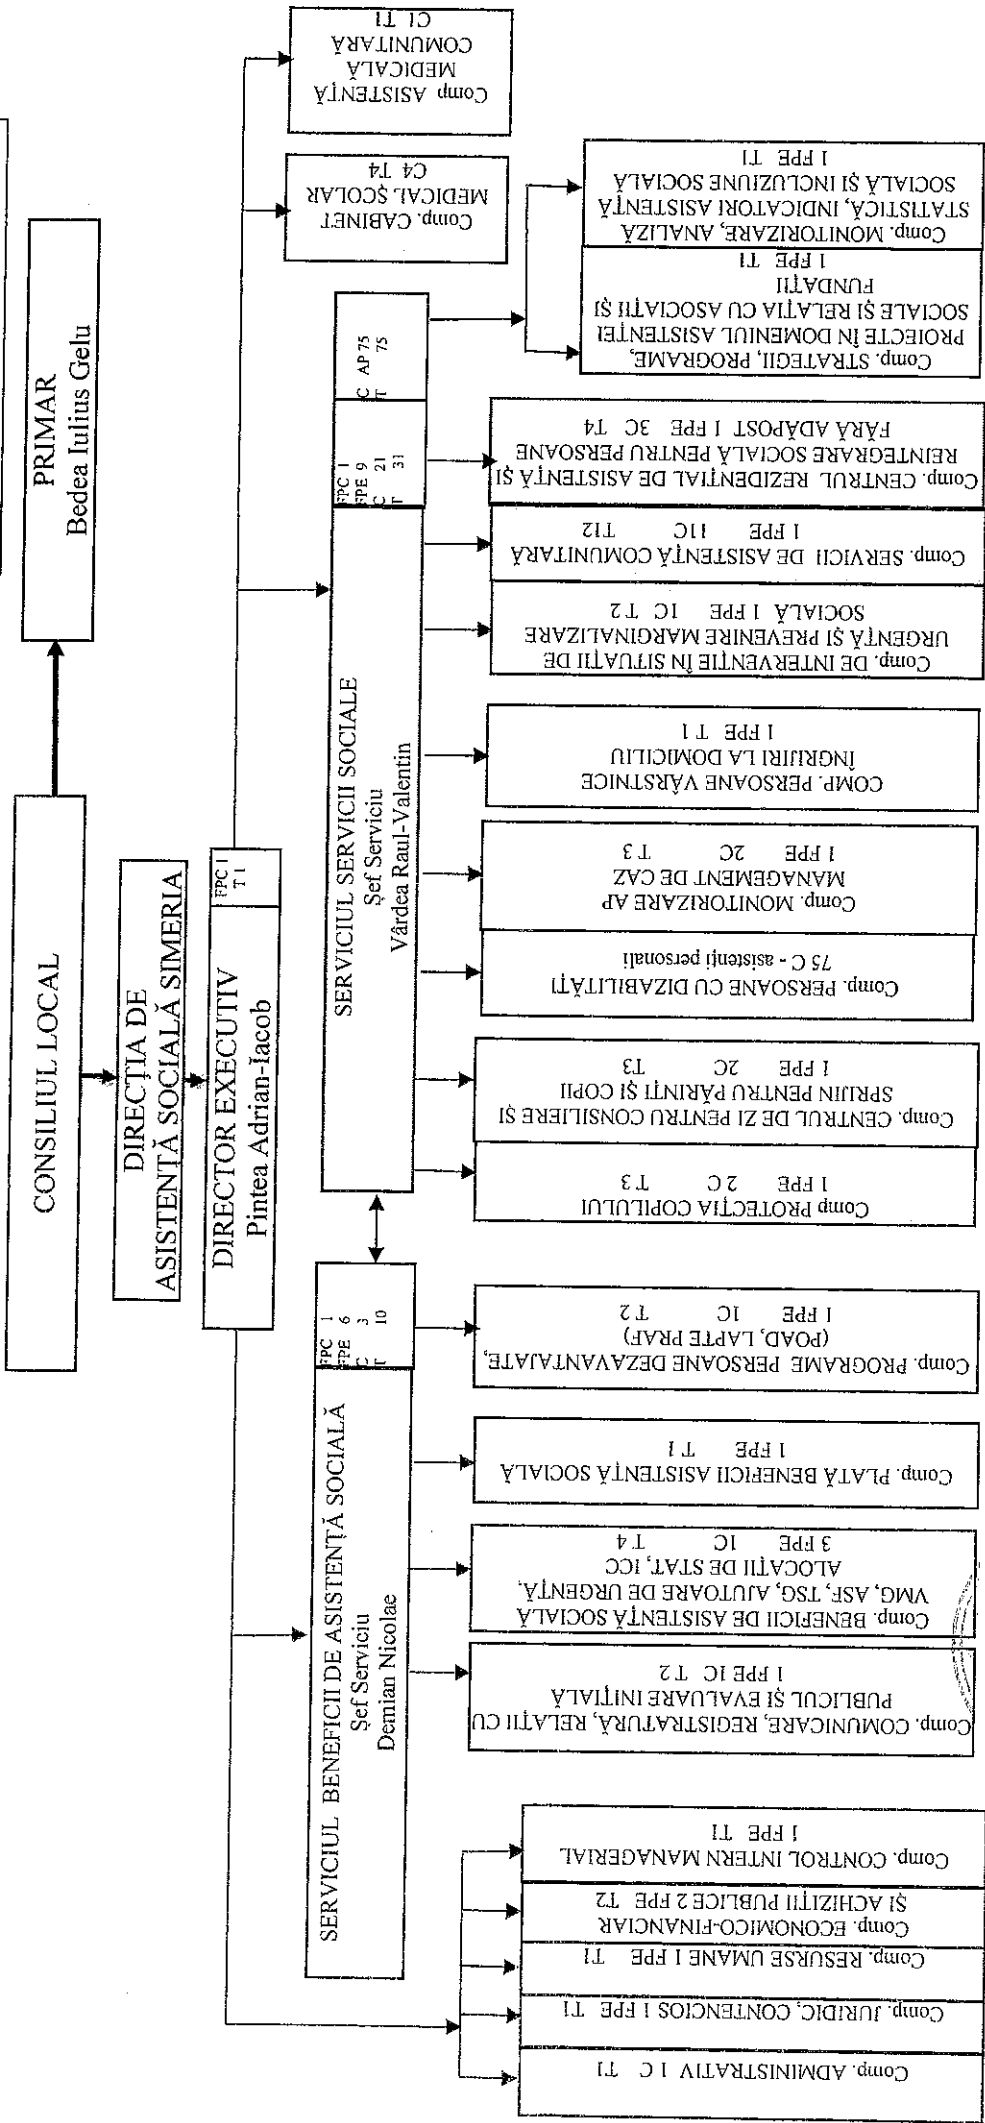 CONSILIUL LOCAL
PRIMAR
Bedea Iulius Gelu
DIRECȚIA DE
ASISTENȚĂ SOCIALĂ SIMERIA
DIRECTOR EXECUTIV
Pintea Adrian-Iacob
FPC 1
T 1
SERVICIUL BENEFICII DE ASISTENȚĂ SOCIALĂ
Șef Serviciu
Demian Nicolae
FPC 1
FPE 6
C 3
T 10
SERVICIUL SERVICII SOCIALE
Șef Serviciu
Vârdea Raul-Valentin
FPC 1
FPE 9
C 21
T 31
C AP 75
T 75
Comp. CABINET
MEDICAL ȘCOLAR
C4 T4
Comp ASISTENȚĂ
MEDICALĂ
COMUNITARĂ
C1 T1
Comp. ADMINISTRATIV 1 C T1
Comp. JURIDIC, CONTENCIOS 1 FPE T1
Comp. RESURSE UMANE 1 FPE T1
Comp. ECONOMICO-FINANCIAR
ȘI ACHIZIȚII PUBLICE 2 FPE T2
Comp. CONTROL INTERN MANAGERIAL
1 FPE T1
Comp. COMUNICARE, REGISTRATURĂ, RELAȚII CU
PUBLICUL ȘI EVALUARE INIȚIALĂ
1 FPE 1C T 2
Comp. BENEFICII DE ASISTENȚĂ SOCIALĂ
VMG, ASF, TSG, AJUTOARE DE URGENȚĂ,
ALOCAȚII DE STAT, ICC
3 FPE 1C T 4
Comp. PLATĂ BENEFICII ASISTENȚĂ SOCIALĂ
1 FPE T 1
Comp. PROGRAME PERSOANE DEZAVANTAJATE,
(POAD, LAPTE PRAF)
1 FPE 1C T 2
Comp PROTECȚIA COPILULUI
1 FPE 2 C T 3
Comp. CENTRUL DE ZI PENTRU CONSILIERE ȘI
SPRIJIN PENTRU PĂRINȚI ȘI COPII
1 FPE 2C T3
Comp. PERSOANE CU DIZABILITĂȚI
75 C - asistenți personali
Comp. MONITORIZARE AP
MANAGEMENT DE CAZ
1 FPE 2C T 3
COMP. PERSOANE VÂRSTNICE
ÎNGRIJIRI LA DOMICILIU
1 FPE T 1
Comp. DE INTERVENȚIE ÎN SITUAȚII DE
URGENȚĂ ȘI PREVENIRE MARGINALIZARE
SOCIALĂ 1 FPE 1C T 2
Comp. SERVICII DE ASISTENȚĂ COMUNITARĂ
1 FPE 11C T12
Comp. CENTRUL REZIDENȚIAL DE ASISTENȚĂ ȘI
REINTEGRARE SOCIALĂ PENTRU PERSOANE
FĂRĂ ADĂPOST 1 FPE 3C T4
Comp. STRATEGII, PROGRAME,
PROIECTE ÎN DOMENIUL ASISTENȚEI
SOCIALE ȘI RELAȚIA CU ASOCIAȚII ȘI
FUNDAȚII
1 FPE T1
Comp. MONITORIZARE, ANALIZĂ
STATISTICĂ, INDICATORI ASISTENȚĂ
SOCIALĂ ȘI INCLUZIUNE SOCIALĂ
1 FPE T1